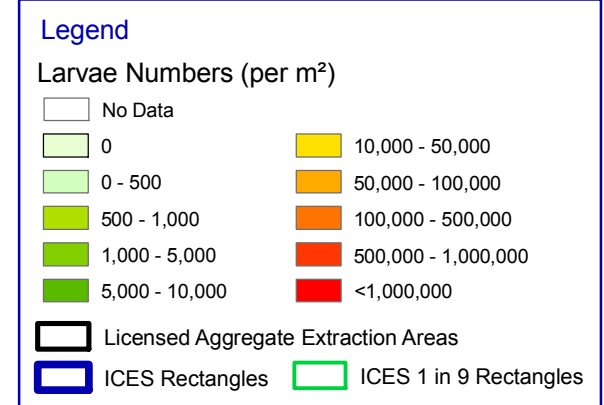 Legend
Larvae Numbers (per m²)
No Data
0
0 - 500
500 - 1,000
1,000 - 5,000
5,000 - 10,000
10,000 - 50,000
50,000 - 100,000
100,000 - 500,000
500,000 - 1,000,000
<1,000,000
Licensed Aggregate Extraction Areas
ICES Rectangles
ICES 1 in 9 Rectangles